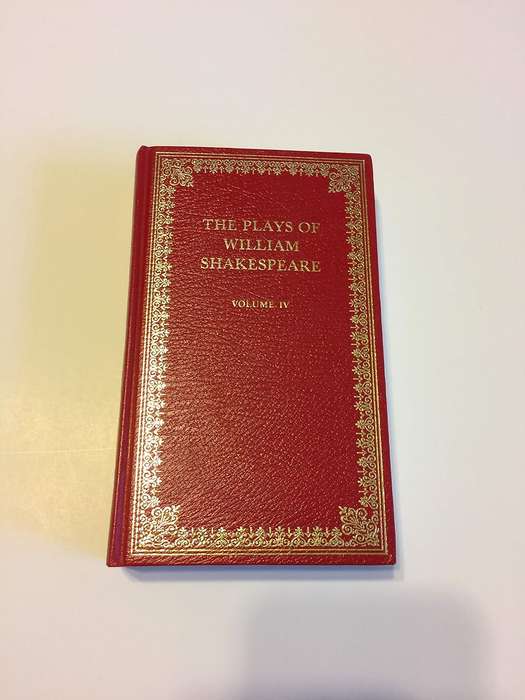 THE PLAYS OF
WILLIAM
SHAKESPEARE
VOLUME IV